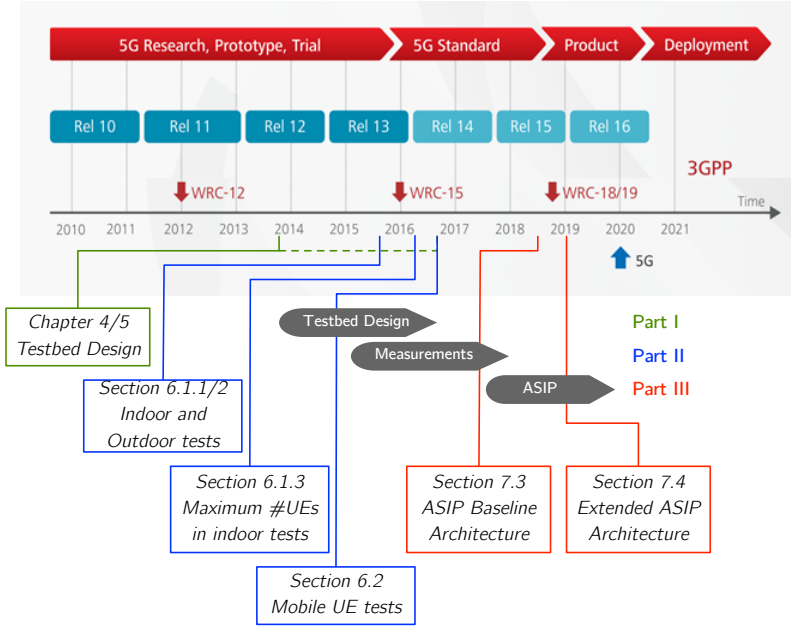 5G Research, Prototype, Trial 5G Standard Product Deployment
Rel 10 Rel 11 Rel 12 Rel 13 Rel 14 Rel 15 Rel 16
3GPP
WRC-12 WRC-15 WRC-18/19
Time
2010 2011 2012 2013 2014 2015 2016 2017 2018 2019 2020 2021
5G
Chapter 4/5
Testbed Design
Testbed Design
Part I
Measurements
Part II
ASIP
Part III
Section 6.1.1/2
Indoor and
Outdoor tests
Section 6.1.3
Maximum #UEs
in indoor tests
Section 7.3
ASIP Baseline
Architecture
Section 7.4
Extended ASIP
Architecture
Section 6.2
Mobile UE tests